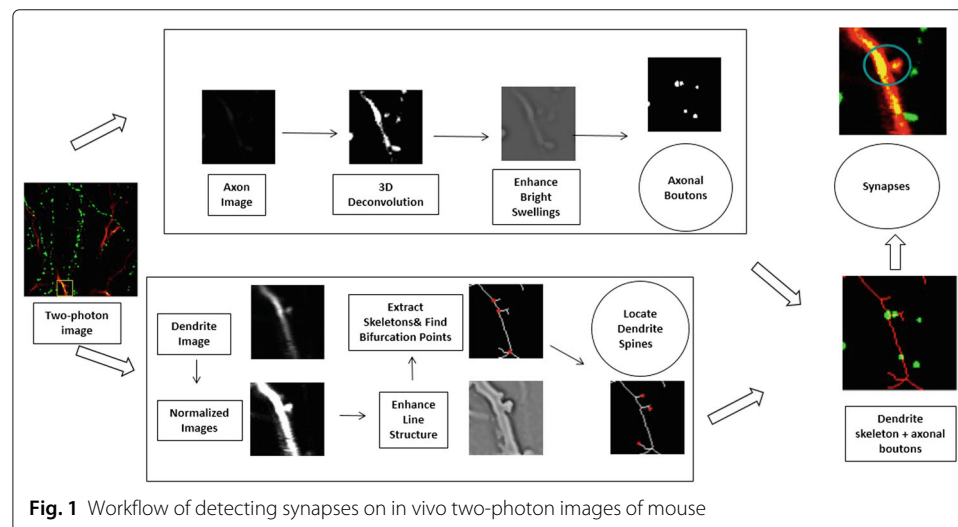 Two-photon
image
Axon
Image
3D
Deconvolution
Enhance
Bright
Swellings
Axonal
Boutons
Dendrite
Image
Normalized
Images
Extract
Skeletons& Find
Bifurcation Points
Enhance
Line
Structure
Locate
Dendrite
Spines
Synapses
Dendrite
skeleton + axonal
boutons
Fig. 1 Workflow of detecting synapses on in vivo two-photon images of mouse